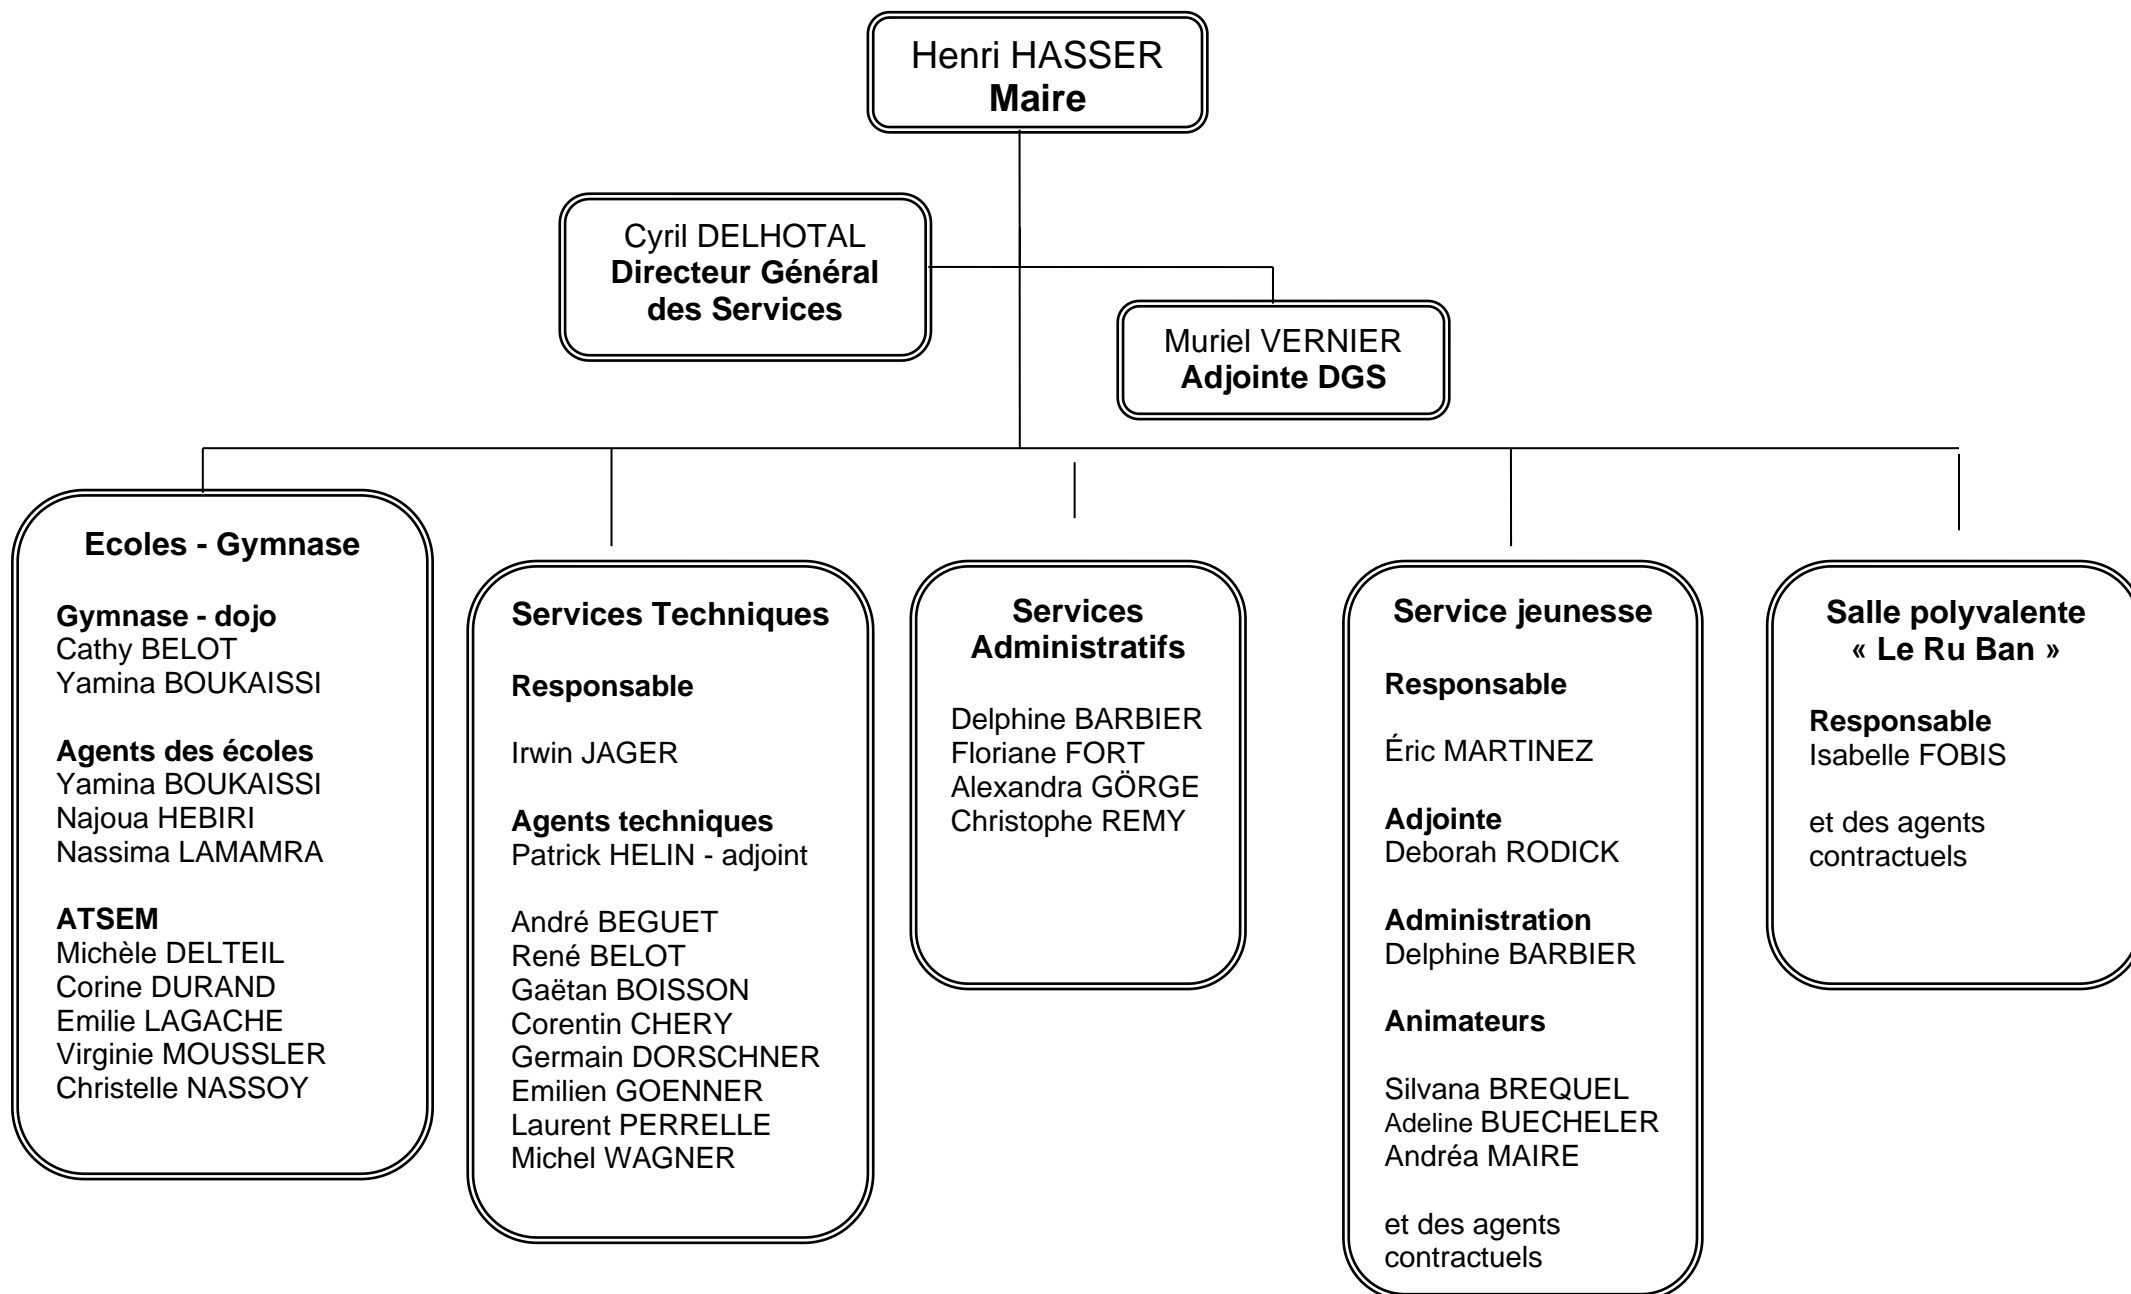 Henri HASSER
Maire
Cyril DELHOTAL
Directeur Général
des Services
Muriel VERNIER
Adjointe DGS
Ecoles - Gymnase
Gymnase - dojo
Cathy BELOT
Yamina BOUKAISSI
Agents des écoles
Yamina BOUKAISSI
Najoua HEBIRI
Nassima LAMAMRA
ATSEM
Michèle DELTEIL
Corine DURAND
Emilie LAGACHE
Virginie MOUSSLER
Christelle NASSOY
Services Techniques
Responsable
Irwin JAGER
Agents techniques
Patrick HELIN - adjoint
André BEGUET
René BELOT
Gaëtan BOISSON
Corentin CHERY
Germain DORSCHNER
Emilien GOENNER
Laurent PERRELLE
Michel WAGNER
Services
Administratifs
Delphine BARBIER
Floriane FORT
Alexandra GÖRGE
Christophe REMY
Service jeunesse
Responsable
Éric MARTINEZ
Adjointe
Deborah RODICK
Administration
Delphine BARBIER
Animateurs
Silvana BREQUEL
Adeline BUECHELER
Andréa MAIRE
et des agents
contractuels
Salle polyvalente
« Le Ru Ban »
Responsable
Isabelle FOBIS
et des agents
contractuels